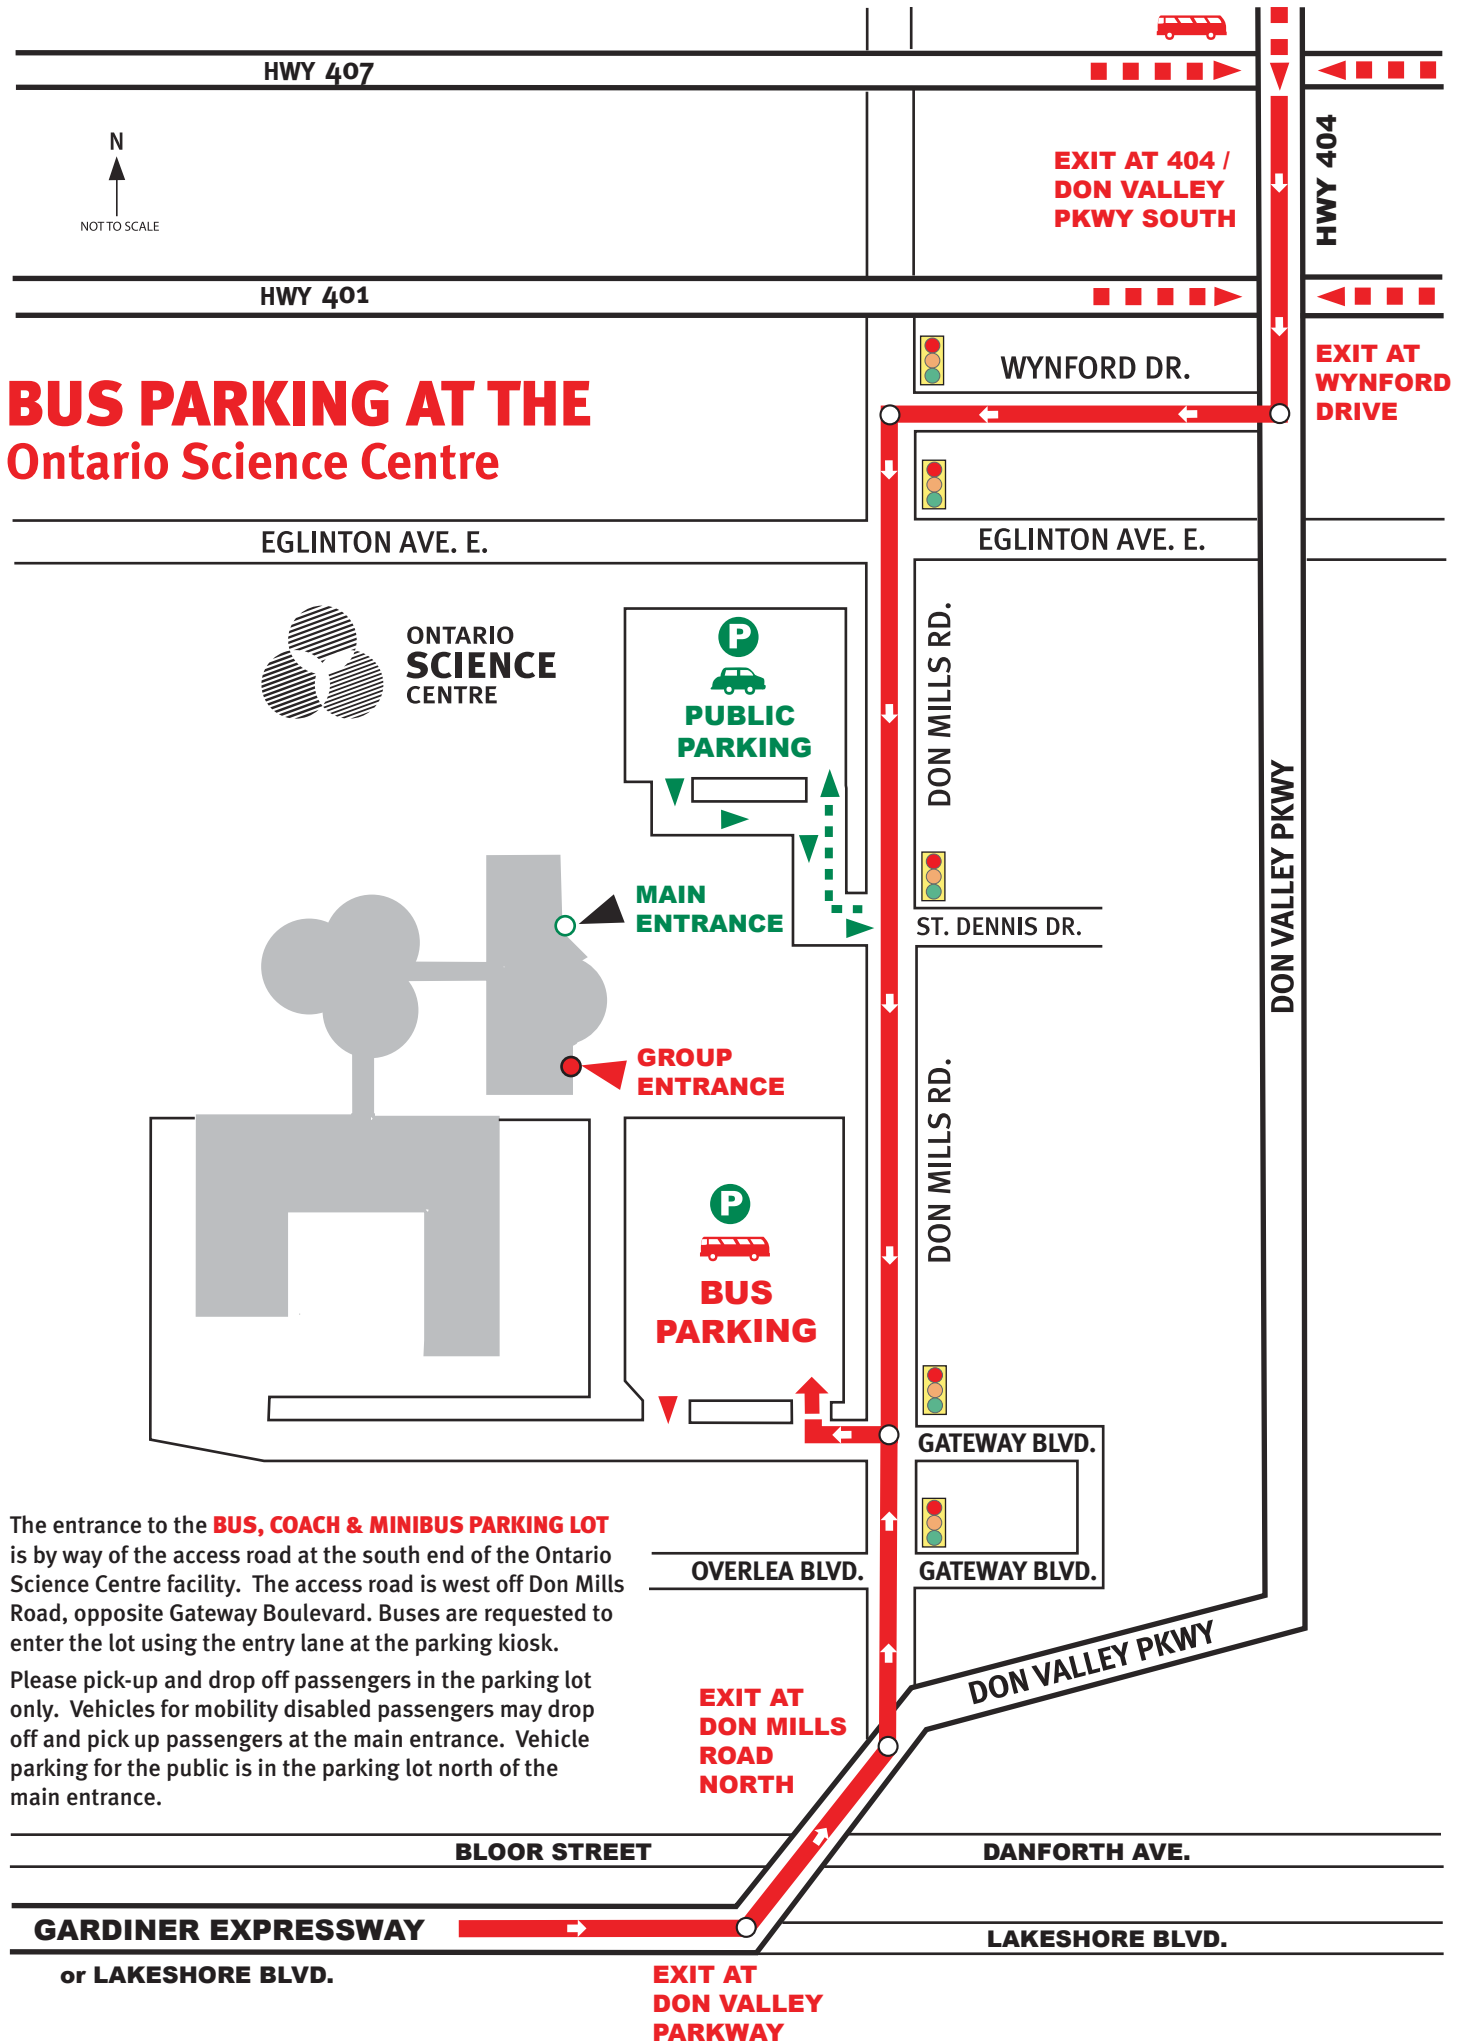 HWY 407
N
NOT TO SCALE
EXIT AT 404 /
DON VALLEY
PKWY SOUTH
HWY 404
HWY 401
WYNFORD DR.
EXIT AT
WYNFORD
DRIVE
BUS PARKING AT THE
Ontario Science Centre
EGLINTON AVE. E.
EGLINTON AVE. E.
ONTARIO
SCIENCE
CENTRE
P
PUBLIC
PARKING
DON MILLS RD.
DON VALLEY PKWY
MAIN
ENTRANCE
ST. DENNIS DR.
GROUP
ENTRANCE
DON MILLS RD.
P
BUS
PARKING
GATEWAY BLVD.
The entrance to the BUS, COACH & MINIBUS PARKING LOT
is by way of the access road at the south end of the Ontario
Science Centre facility. The access road is west off Don Mills
Road, opposite Gateway Boulevard. Buses are requested to
enter the lot using the entry lane at the parking kiosk.
Please pick-up and drop off passengers in the parking lot
only. Vehicles for mobility disabled passengers may drop
off and pick up passengers at the main entrance. Vehicle
parking for the public is in the parking lot north of the
main entrance.
OVERLEA BLVD.
GATEWAY BLVD.
DON VALLEY PKWY
EXIT AT
DON MILLS
ROAD
NORTH
BLOOR STREET
DANFORTH AVE.
GARDINER EXPRESSWAY
or LAKESHORE BLVD.
LAKESHORE BLVD.
EXIT AT
DON VALLEY
PARKWAY